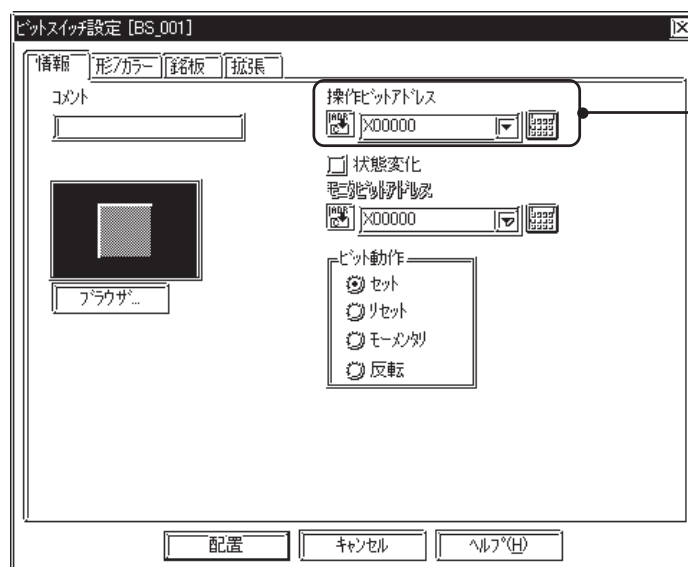 ビットスイッチ設定 [BS_001]
情報 形/カラー 銘板 拡張
コメント
操作ビットアドレス
X00000
状態変化
モニタビットアドレス
X00000
ブラウザ...
ビット動作
セット
リセット
モーメンタリ
反転
配置 キャンセル ヘルプ(H)